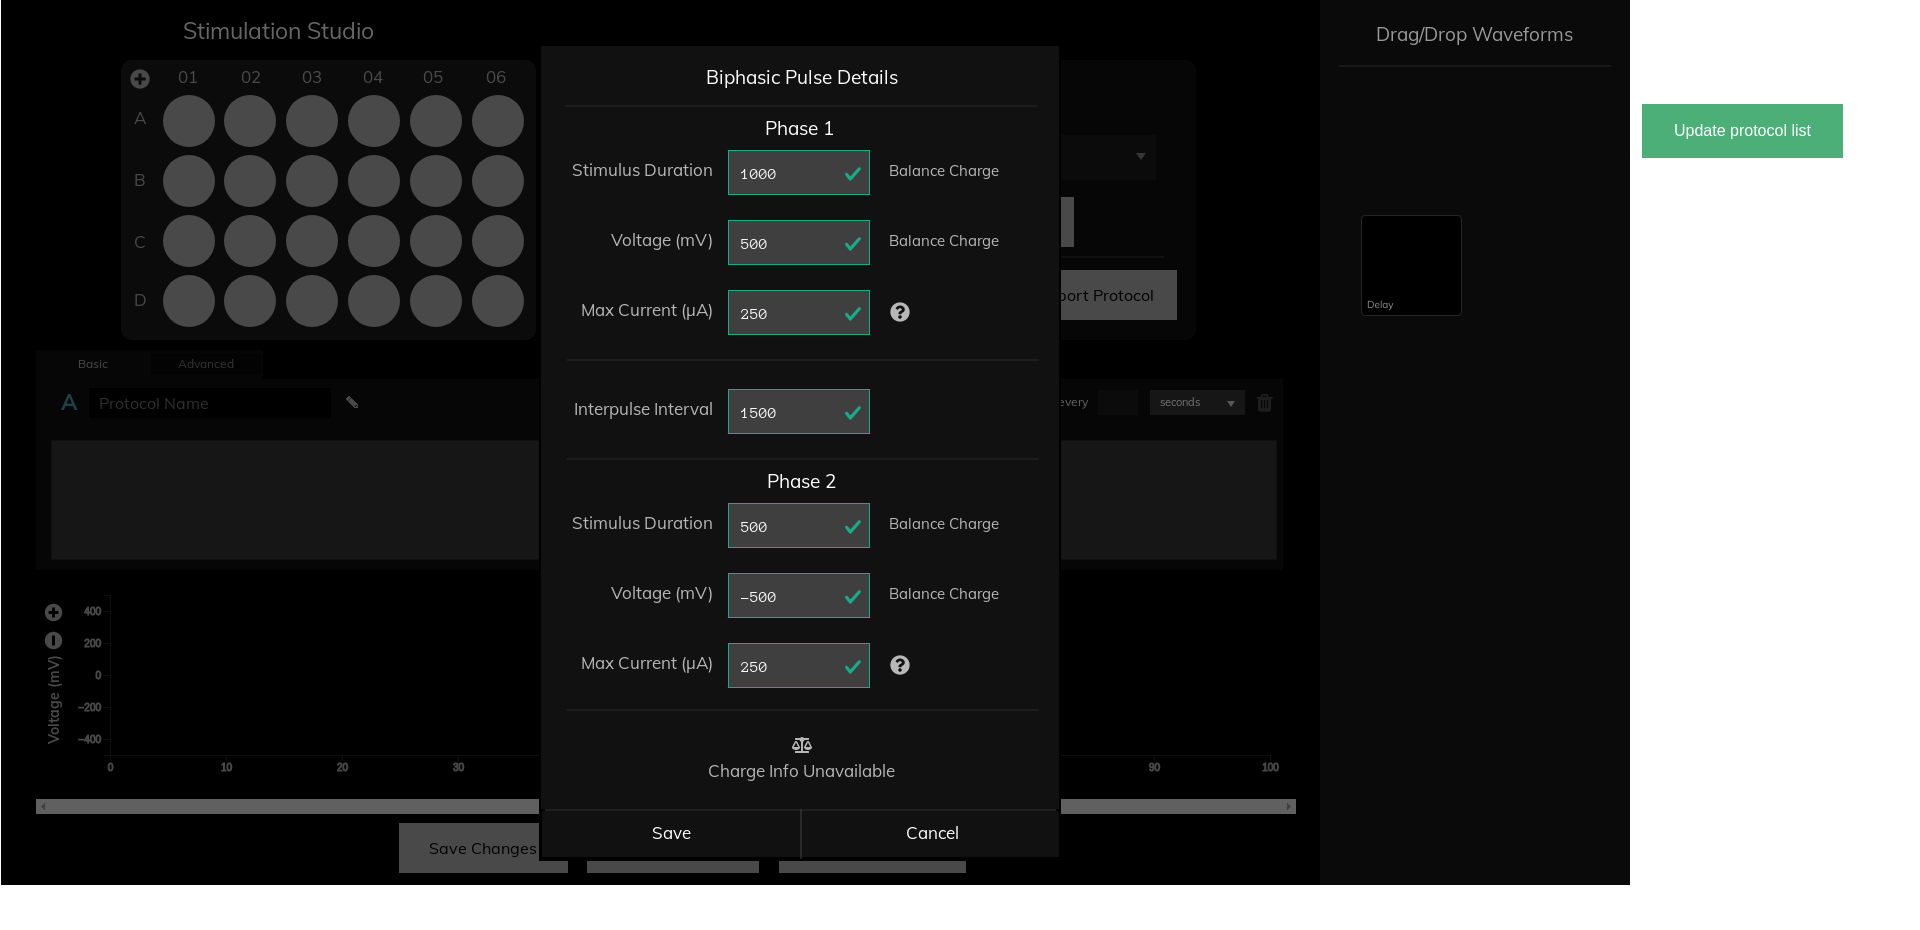 Stimulation Studio
01 02 03 04 05 06
A
B
C
D
Basic Advanced
A Protocol Name
every seconds
port Protocol
Voltage (mV)
400
200
0
−200
−400
0 10 20 30 90 100
Save Changes
Biphasic Pulse Details
Phase 1
Stimulus Duration 1000 Balance Charge
Voltage (mV) 500 Balance Charge
Max Current (µA) 250
Interpulse Interval 1500
Phase 2
Stimulus Duration 500 Balance Charge
Voltage (mV) -500 Balance Charge
Max Current (µA) 250
Charge Info Unavailable
Save Cancel
Drag/Drop Waveforms
Delay
Update protocol list